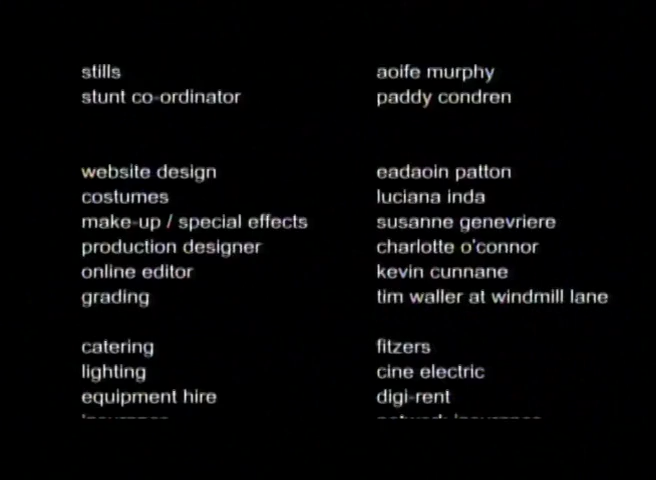 stills aoife murphy
stunt co-ordinator paddy condren
website design eadaoin patton
costumes luciana inda
make-up / special effects susanne genevriere
production designer charlotte o'connor
online editor kevin cunnane
grading tim waller at windmill lane
catering fitzers
lighting cine electric
equipment hire digi-rent